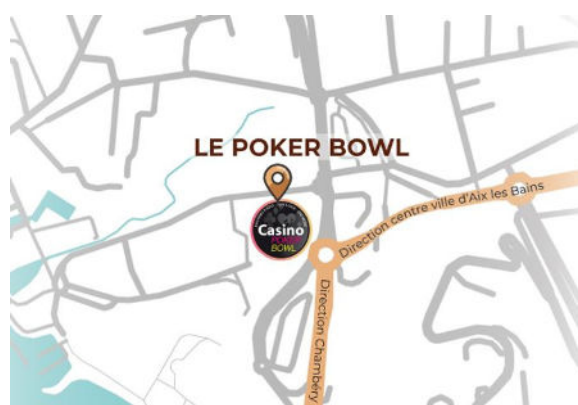 LE POKER BOWL
Casino
POKER
BOWL
Direction centre ville d'Aix les Bains
Direction Chambéry